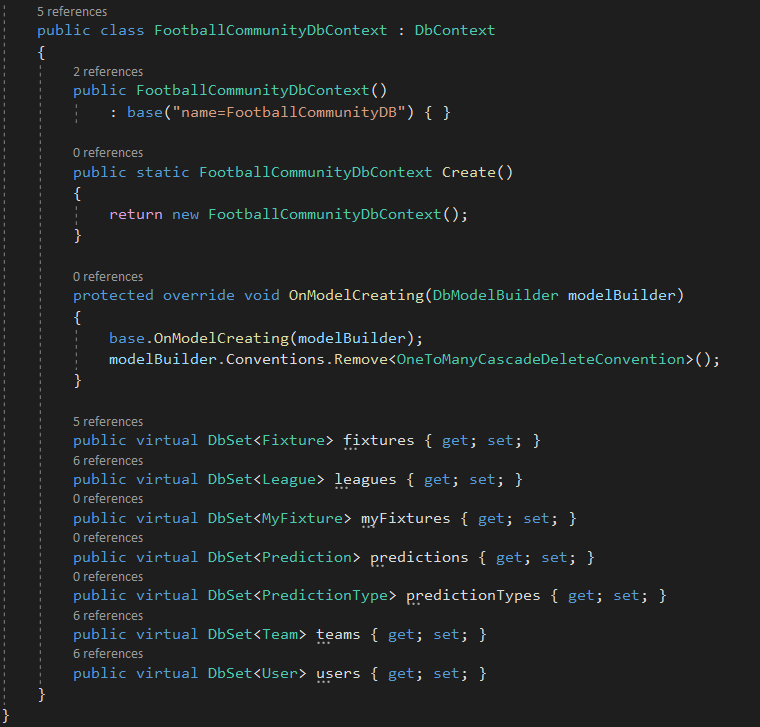 5 references
public class FootballCommunityDbContext : DbContext
{
2 references
public FootballCommunityDbContext()
: base("name=FootballCommunityDB") { }
0 references
public static FootballCommunityDbContext Create()
{
return new FootballCommunityDbContext();
}
0 references
protected override void OnModelCreating(DbModelBuilder modelBuilder)
{
base.OnModelCreating(modelBuilder);
modelBuilder.Conventions.Remove<OneToManyCascadeDeleteConvention>();
}
5 references
public virtual DbSet<Fixture> fixtures { get; set; }
6 references
public virtual DbSet<League> leagues { get; set; }
0 references
public virtual DbSet<MyFixture> myFixtures { get; set; }
0 references
public virtual DbSet<Prediction> predictions { get; set; }
0 references
public virtual DbSet<PredictionType> predictionTypes { get; set; }
6 references
public virtual DbSet<Team> teams { get; set; }
6 references
public virtual DbSet<User> users { get; set; }
}
}